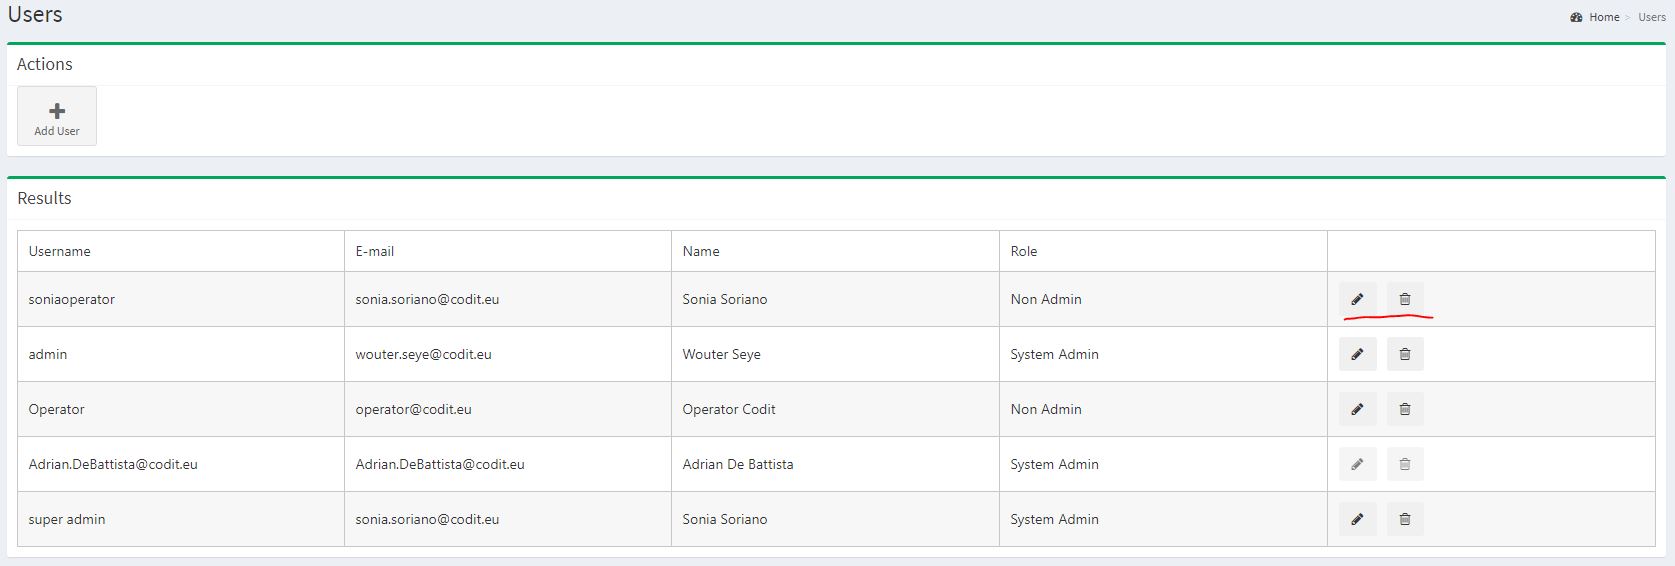 Users
Home > Users
Actions
Add User
Results
Username E-mail Name Role
soniaoperator sonia.soriano@codit.eu Sonia Soriano Non Admin
admin wouter.seye@codit.eu Wouter Seye System Admin
Operator operator@codit.eu Operator Codit Non Admin
Adrian.DeBattista@codit.eu Adrian.DeBattista@codit.eu Adrian De Battista System Admin
super admin sonia.soriano@codit.eu Sonia Soriano System Admin